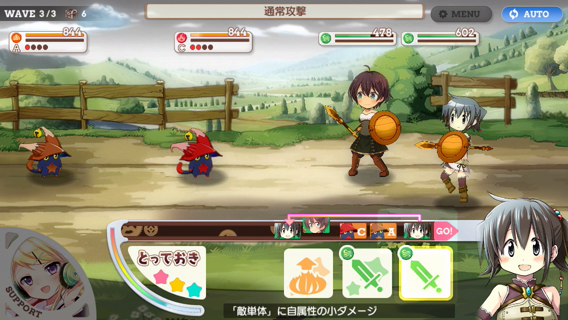 WAVE 3/3 6
通常攻撃
MENU
AUTO
844
A
844
C
478
602
C
A
GO!
とっておき
SUPPORT
「敵単体」に自属性の小ダメージ